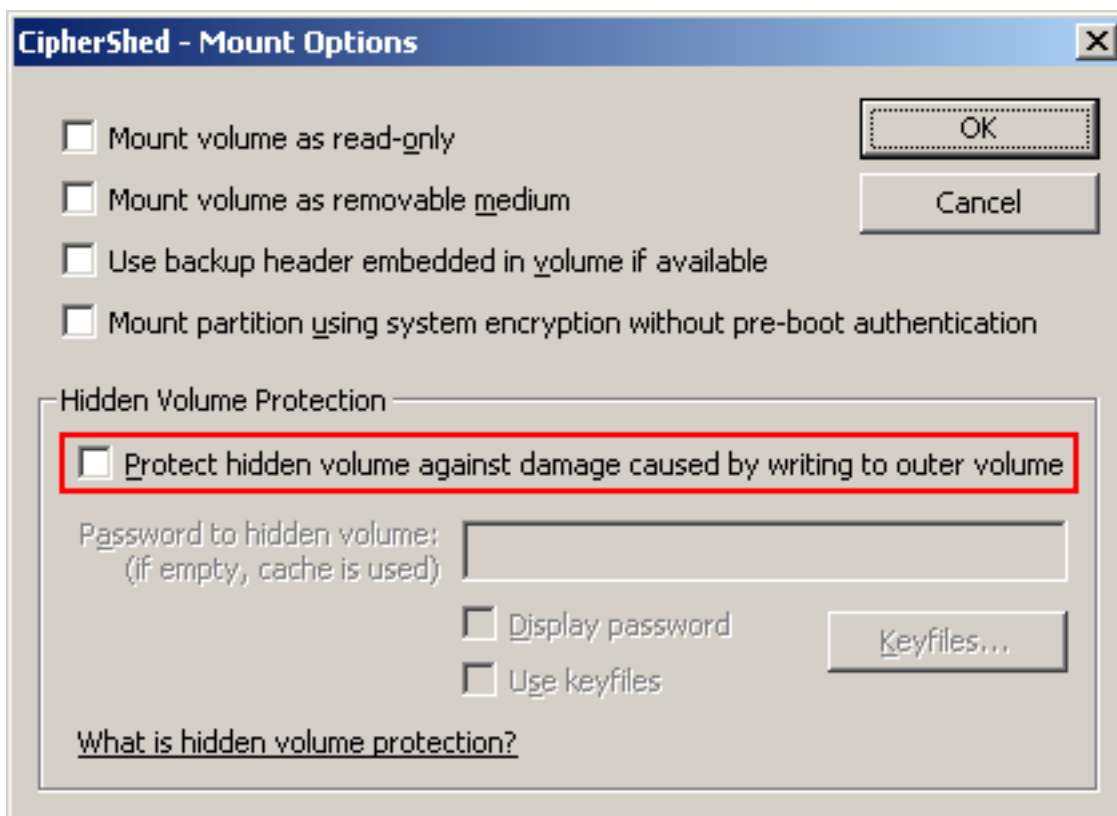 CipherShed - Mount Options
Mount volume as read-only
OK
Mount volume as removable medium
Cancel
Use backup header embedded in volume if available
Mount partition using system encryption without pre-boot authentication
Hidden Volume Protection
Protect hidden volume against damage caused by writing to outer volume
Password to hidden volume:
(if empty, cache is used)
Display password
Keyfiles...
Use keyfiles
What is hidden volume protection?